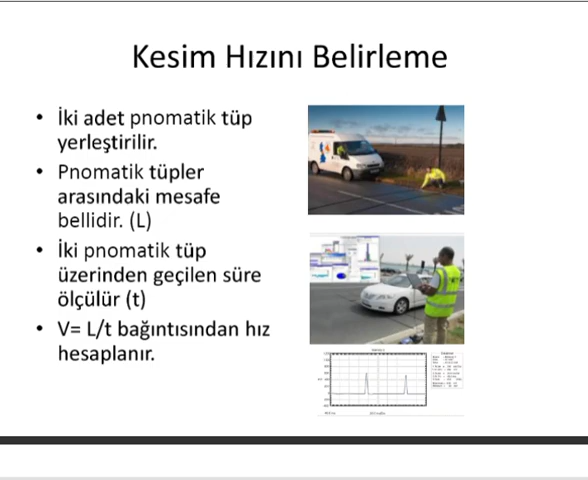 Kesim Hızını Belirleme
• İki adet pnomatik tüp
yerleştirilir.
• Pnomatik tüpler
arasındaki mesafe
bellidir. (L)
• İki pnomatik tüp
üzerinden geçilen süre
ölçülür (t)
• V= L/t bağıntısından hız
hesaplanır.